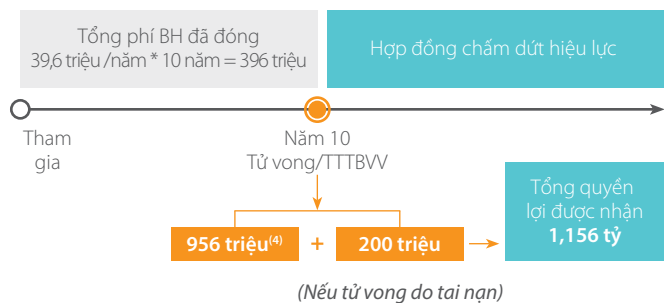 Tổng phí BH đã đóng
39,6 triệu /năm * 10 năm = 396 triệu
Hợp đồng chấm dứt hiệu lực
Tham
gia
Năm 10
Tử vong/TTTBVV
956 triệu(4) + 200 triệu
Tổng quyền
lợi được nhận
1,156 tỷ
(Nếu tử vong do tai nạn)